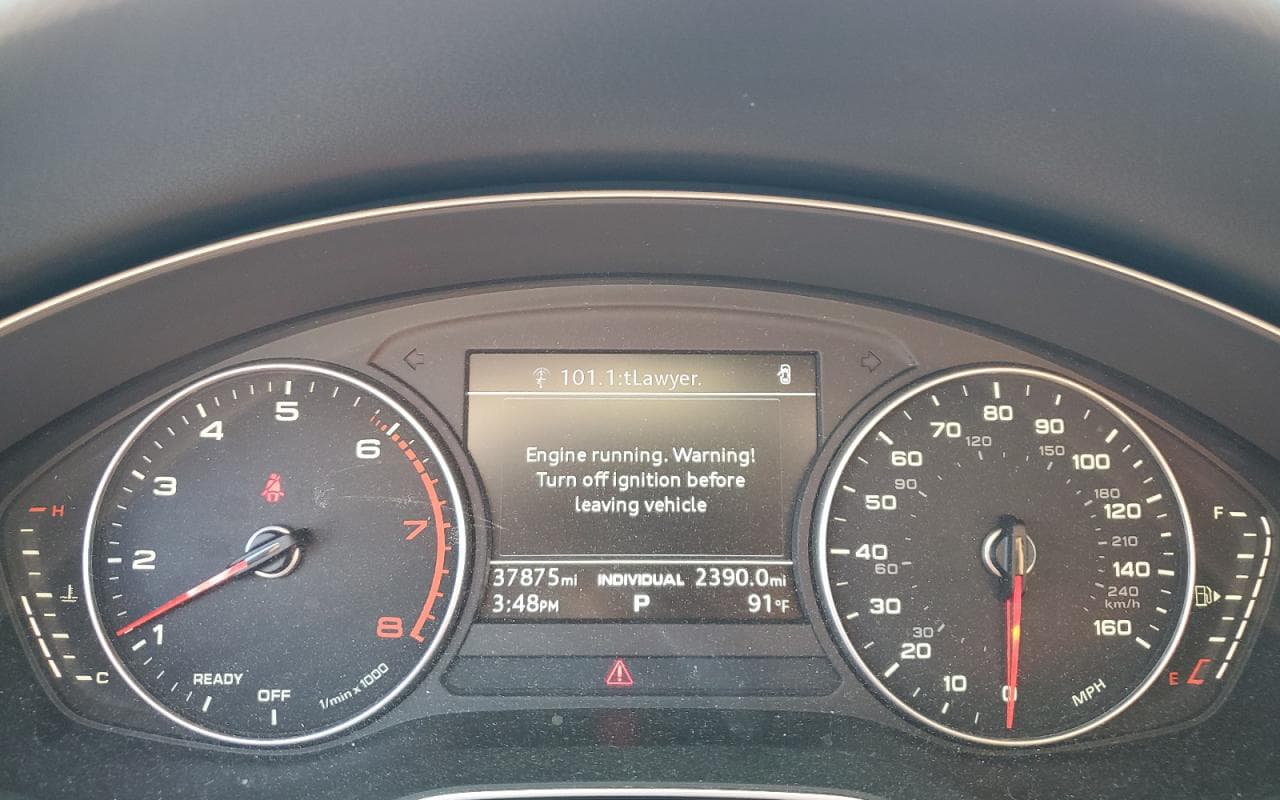 101.1:tLawyer.
Engine running. Warning!
Turn off ignition before
leaving vehicle
37875mi INDIVIDUAL 2390.0mi
3:48PM P 91°F
H
C
OFF
READY
1
2
3
4
5
6
7
8
1/min x 1000
0
10
20
30
40
50
60
70
80
90
100
120
140
160
MPH
30
60
90
120
150
180
210
240
km/h
F
E